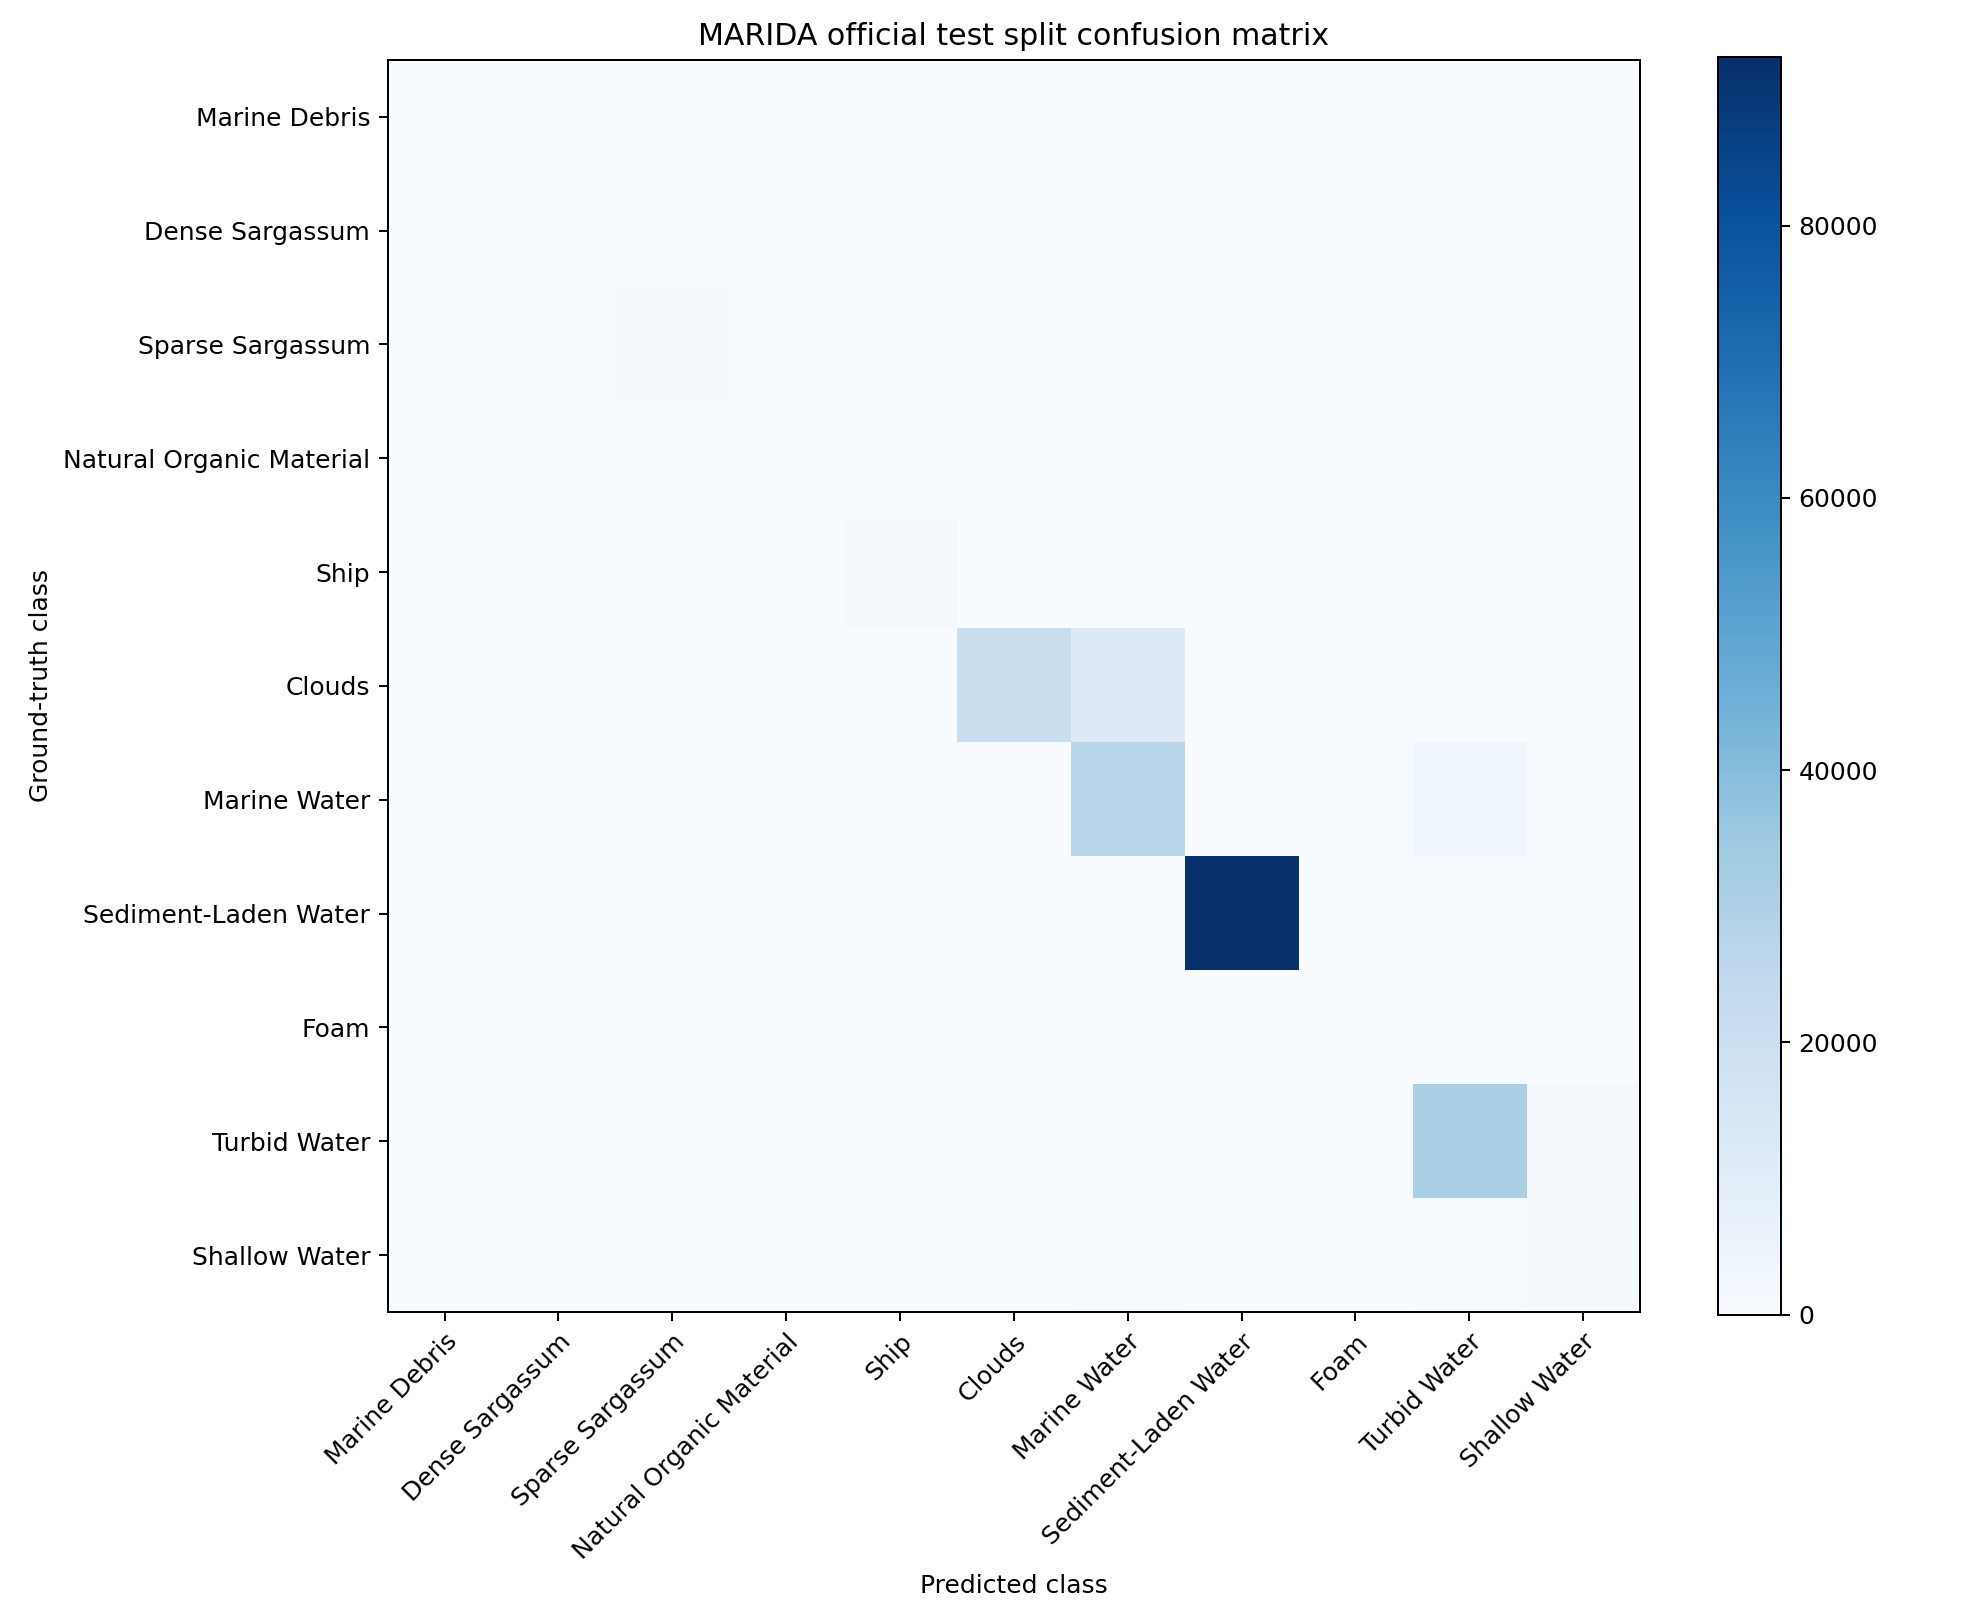 MARIDA official test split confusion matrix
Ground-truth class
Marine Debris
Dense Sargassum
Sparse Sargassum
Natural Organic Material
Ship
Clouds
Marine Water
Sediment-Laden Water
Foam
Turbid Water
Shallow Water
Marine Debris
Dense Sargassum
Sparse Sargassum
Natural Organic Material
Ship
Clouds
Marine Water
Sediment-Laden Water
Foam
Turbid Water
Shallow Water
Predicted class
80000
60000
40000
20000
0